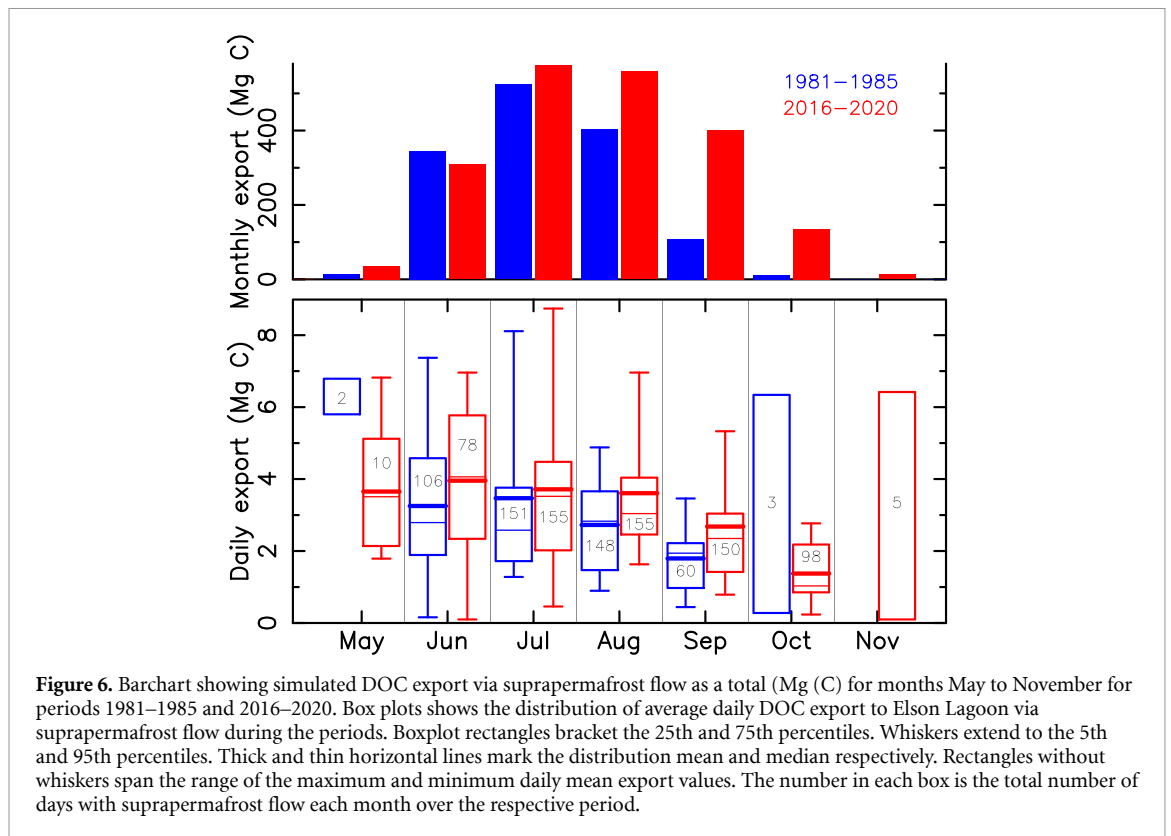 Monthly export (Mg C)
400
200
0
1981–1985
2016–2020
Daily export (Mg C)
8
6
4
2
0
2
10
106
78
151
155
148
155
60
150
3
98
5
May Jun Jul Aug Sep Oct Nov
Figure 6. Barchart showing simulated DOC export via suprapermafrost flow as a total (Mg (C) for months May to November for
periods 1981–1985 and 2016–2020. Box plots shows the distribution of average daily DOC export to Elson Lagoon via
suprapermafrost flow during the periods. Boxplot rectangles bracket the 25th and 75th percentiles. Whiskers extend to the 5th
and 95th percentiles. Thick and thin horizontal lines mark the distribution mean and median respectively. Rectangles without
whiskers span the range of the maximum and minimum daily mean export values. The number in each box is the total number of
days with suprapermafrost flow each month over the respective period.